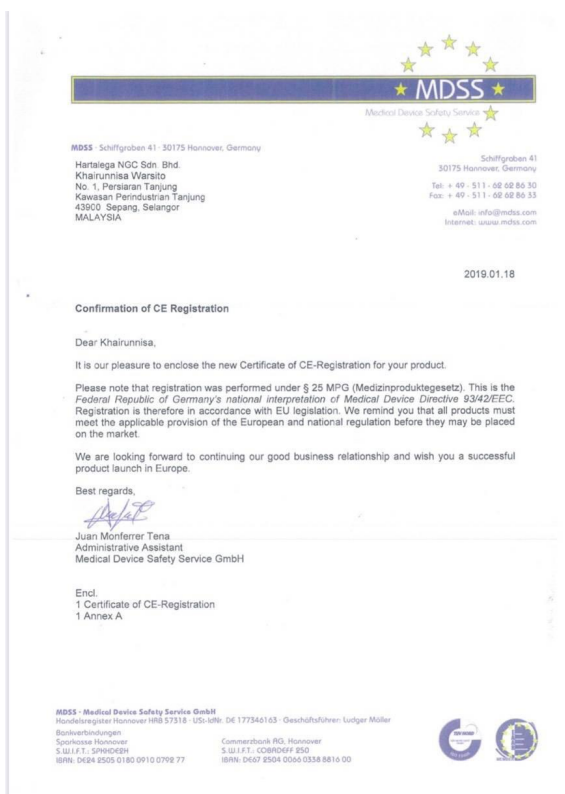 ★ MDSS ★
Medical Device Safety Service
MDSS · Schiffgraben 41 · 30175 Hannover, Germany
Hartalega NGC Sdn. Bhd.
Khairunnisa Warsito
No. 1, Persiaran Tanjung
Kawasan Perindustrian Tanjung
43900 Sepang, Selangor
MALAYSIA
Schiffgraben 41
30175 Hannover, Germany
Tel: + 49 - 511 - 62 62 86 30
Fax: + 49 - 511 - 62 62 86 33
eMail: info@mdss.com
Internet: www.mdss.com
2019.01.18
Confirmation of CE Registration
Dear Khairunnisa,
It is our pleasure to enclose the new Certificate of CE-Registration for your product.
Please note that registration was performed under § 25 MPG (Medizinproduktegesetz). This is the
Federal Republic of Germany's national interpretation of Medical Device Directive 93/42/EEC.
Registration is therefore in accordance with EU legislation. We remind you that all products must
meet the applicable provision of the European and national regulation before they may be placed
on the market.
We are looking forward to continuing our good business relationship and wish you a successful
product launch in Europe.
Best regards,
Juan Monferrer Tena
Administrative Assistant
Medical Device Safety Service GmbH
Encl.
1 Certificate of CE-Registration
1 Annex A
MDSS - Medical Device Safety Service GmbH
Handelsregister Hannover HRB 57318 · USt-IdNr. DE 177346163 · Geschäftsführer: Ludger Möller
Bankverbindungen
Sparkasse Hannover
S.W.I.F.T.: SPKHDE2H
IBAN: DE24 2505 0180 0910 0792 77
Commerzbank AG, Hannover
S.W.I.F.T.: COBADEFF 250
IBAN: DE67 2504 0066 0338 8816 00
TÜV NORD